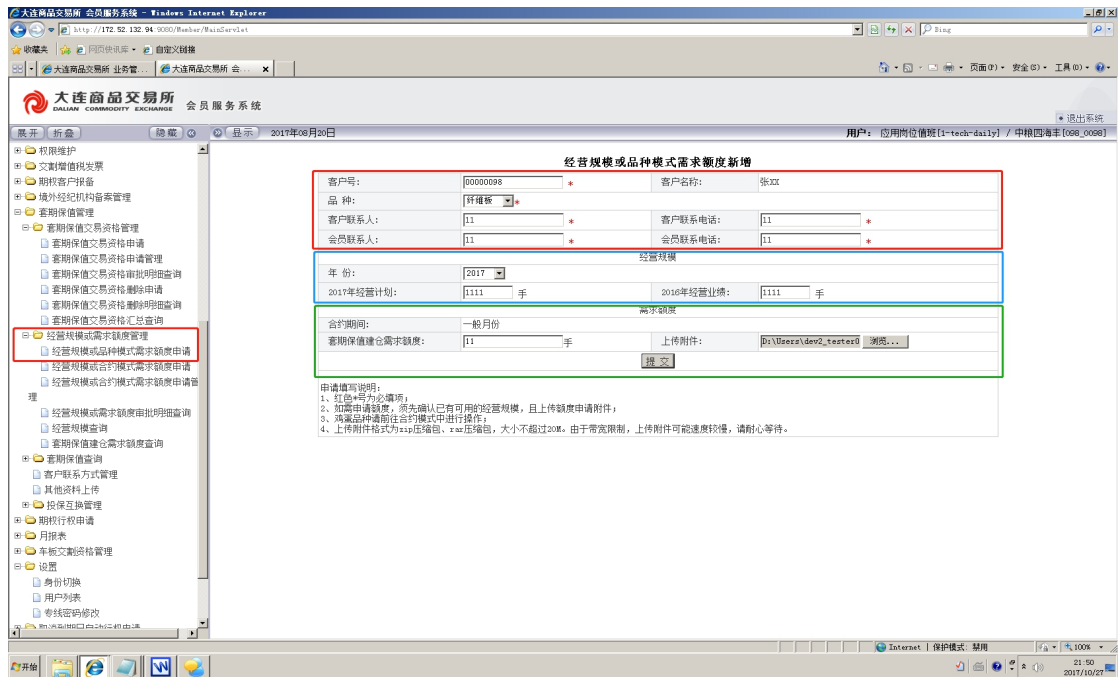 大连商品交易所 会员服务系统 - Windows Internet Explorer
http://172.52.132.94:9080/Member/MainServlet
Bing
收藏夹 网页快讯库 自定义链接
大连商品交易所 业务管... 大连商品交易所 会... x
页面(P) 安全(S) 工具(O)
大连商品交易所 会员服务系统
DALIAN COMMODITY EXCHANGE
退出系统
展开 折叠 隐藏 显示 2017年08月20日 用户: 应用岗位值班[1-tech-daily] / 中粮四海丰[098_0098]
权限维护
交割增值税发票
期权客户报备
境外经纪机构备案管理
套期保值管理
套期保值交易资格管理
套期保值交易资格申请
套期保值交易资格申请管理
套期保值交易资格审批明细查询
套期保值交易资格删除申请
套期保值交易资格删除明细查询
套期保值交易资格汇总查询
经营规模或需求额度管理
经营规模或品种模式需求额度申请
经营规模或合约模式需求额度申请
经营规模或合约模式需求额度申请管
理
经营规模或需求额度审批明细查询
经营规模查询
套期保值建仓需求额度查询
套期保值查询
客户联系方式管理
其他资料上传
投保互换管理
期权行权申请
月报表
车板交割资格管理
设置
身份切换
用户列表
专线密码修改
取消到期日自动行权申请
经营规模或品种模式需求额度新增
客户号: 00000098 * 客户名称: 张XX
品 种: 纤维板 *
客户联系人: 11 * 客户联系电话: 11 *
会员联系人: 11 * 会员联系电话: 11 *
经营规模
年 份: 2017
2017年经营计划: 1111 手 2016年经营业绩: 1111 手
需求额度
合约期间: 一般月份
套期保值建仓需求额度: 11 手 上传附件: D:\Users\dev2_tester0 浏览...
提 交
申请填写说明:
1、红色*号为必填项;
2、如需申请额度,须先确认已有可用的经营规模,且上传额度申请附件;
3、鸡蛋品种请前往合约模式中进行操作;
4、上传附件格式为zip压缩包、rar压缩包,大小不超过20M。由于带宽限制,上传附件可能速度较慢,请耐心等待。
Internet | 保护模式: 禁用 100%
开始 21:50
2017/10/27